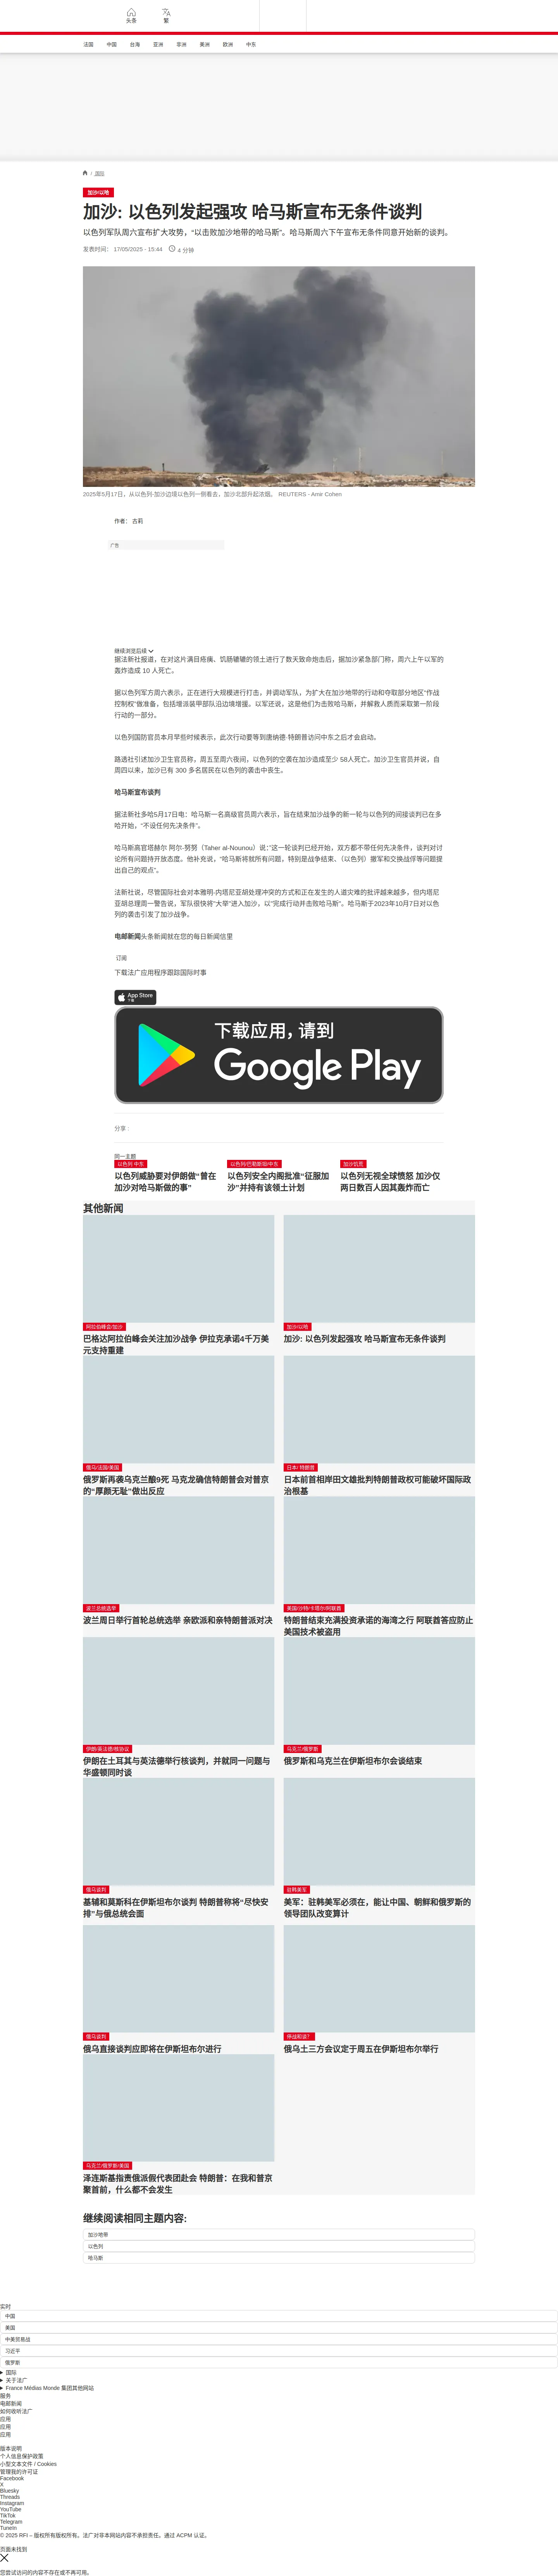 头条
繁
法国
中国
台湾
亚洲
非洲
美洲
欧洲
中东
/ 国际
加沙/以哈
加沙: 以色列发起强攻 哈马斯宣布无条件谈判
以色列军队周六宣布扩大攻势，“以击败加沙地带的哈马斯”。哈马斯周六下午宣布无条件同意开始新的谈判。
发表时间： 17/05/2025 - 15:44
4 分钟
2025年5月17日，从以色列-加沙边境以色列一侧看去，加沙北部升起浓烟。 REUTERS - Amir Cohen
作者： 古莉
广告
继续浏览后续
据法新社报道，在对这片满目疮痍、饥肠辘辘的领土进行了数天致命炮击后，据加沙紧急部门称，周六上午以军的
轰炸造成 10 人死亡。
据以色列军方周六表示，正在进行大规模进行打击，并调动军队，为扩大在加沙地带的行动和夺取部分地区“作战
控制权”做准备，包括增派装甲部队沿边境增援。以军还说，这是他们为击败哈马斯，并解救人质而采取第一阶段
行动的一部分。
以色列国防官员本月早些时候表示，此次行动要等到唐纳德·特朗普访问中东之后才会启动。
路透社引述加沙卫生官员称，周五至周六夜间，以色列的空袭在加沙造成至少 58人死亡。加沙卫生官员并说，自
周四以来，加沙已有 300 多名居民在以色列的袭击中丧生。
哈马斯宣布谈判
据法新社多哈5月17日电：哈马斯一名高级官员周六表示，旨在结束加沙战争的新一轮与以色列的间接谈判已在多
哈开始，“不设任何先决条件”。
哈马斯高官塔赫尔 阿尔-努努（Taher al-Nounou）说：”这一轮谈判已经开始，双方都不带任何先决条件，谈判对讨
论所有问题持开放态度。他补充说，“哈马斯将就所有问题，特别是战争结束、（以色列）撤军和交换战俘等问题提
出自己的观点”。
法新社说，尽管国际社会对本雅明-内塔尼亚胡处理冲突的方式和正在发生的人道灾难的批评越来越多，但内塔尼
亚胡总理周一警告说，军队很快将"大举"进入加沙，以"完成行动并击败哈马斯"。哈马斯于2023年10月7日对以色
列的袭击引发了加沙战争。
电邮新闻头条新闻就在您的每日新闻信里
订阅
下载法广应用程序跟踪国际时事
App Store
下载
下载应用，请到
Google Play
分享 :
同一主题
以色列 中东
以色列威胁要对伊朗做“曾在
加沙对哈马斯做的事”
以色列/巴勒斯坦/中东
以色列安全内阁批准“征服加
沙”并持有该领土计划
加沙饥荒
以色列无视全球愤怒 加沙仅
两日数百人因其轰炸而亡
其他新闻
阿拉伯峰会/加沙
巴格达阿拉伯峰会关注加沙战争 伊拉克承诺4千万美
元支持重建
加沙/以哈
加沙: 以色列发起强攻 哈马斯宣布无条件谈判
俄乌/法国/美国
俄罗斯再袭乌克兰酿9死 马克龙确信特朗普会对普京
的“厚颜无耻”做出反应
日本/ 特朗普
日本前首相岸田文雄批判特朗普政权可能破坏国际政
治根基
波兰总统选举
波兰周日举行首轮总统选举 亲欧派和亲特朗普派对决
美国/沙特/卡塔尔/阿联酋
特朗普结束充满投资承诺的海湾之行 阿联酋答应防止
美国技术被盗用
伊朗/英法德/核协议
伊朗在土耳其与英法德举行核谈判，并就同一问题与
华盛顿同时谈
乌克兰/俄罗斯
俄罗斯和乌克兰在伊斯坦布尔会谈结束
俄乌谈判
基辅和莫斯科在伊斯坦布尔谈判 特朗普称将“尽快安
排”与俄总统会面
驻韩美军
美军：驻韩美军必须在，能让中国、朝鲜和俄罗斯的
领导团队改变算计
俄乌谈判
俄乌直接谈判应即将在伊斯坦布尔进行
停战和谈？
俄乌土三方会议定于周五在伊斯坦布尔举行
乌克兰/俄罗斯/美国
泽连斯基指责俄派假代表团赴会 特朗普：在我和普京
聚首前，什么都不会发生
继续阅读相同主题内容:
加沙地带
以色列
哈马斯
实时
中国
美国
中美贸易战
习近平
俄罗斯
国际
关于法广
France Médias Monde 集团其他网站
服务
电邮新闻
如何收听法广
应用
应用
应用
版本说明
个人信息保护政策
小型文本文件 / Cookies
管理我的许可证
Facebook
X
Bluesky
Threads
Instagram
YouTube
TikTok
Telegram
TuneIn
© 2025 RFI – 版权所有版权所有。法广对非本网站内容不承担责任。通过 ACPM 认证。
页面未找到
您尝试访问的内容不存在或不再可用。